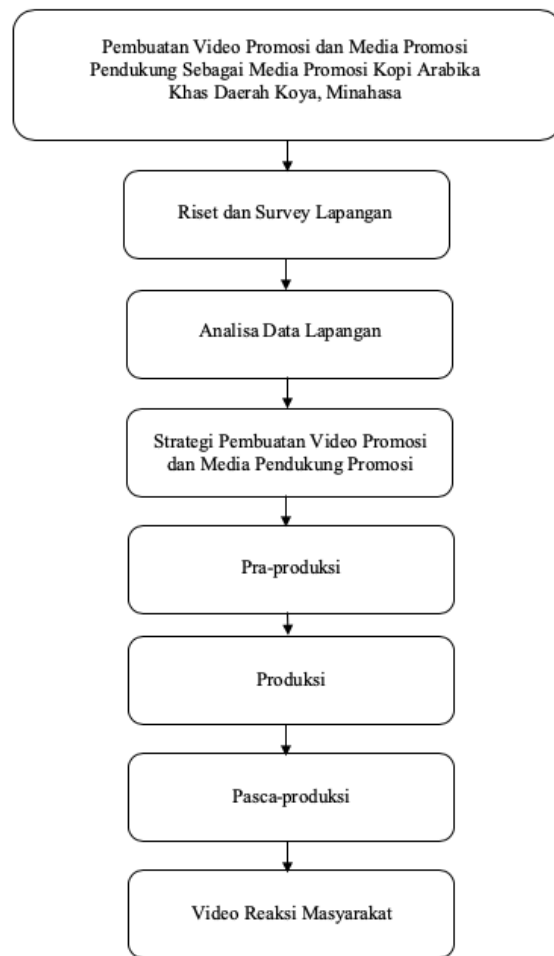 Pembuatan Video Promosi dan Media Promosi
Pendukung Sebagai Media Promosi Kopi Arabika
Khas Daerah Koya, Minahasa
Riset dan Survey Lapangan
Analisa Data Lapangan
Strategi Pembuatan Video Promosi
dan Media Pendukung Promosi
Pra-produksi
Produksi
Pasca-produksi
Video Reaksi Masyarakat